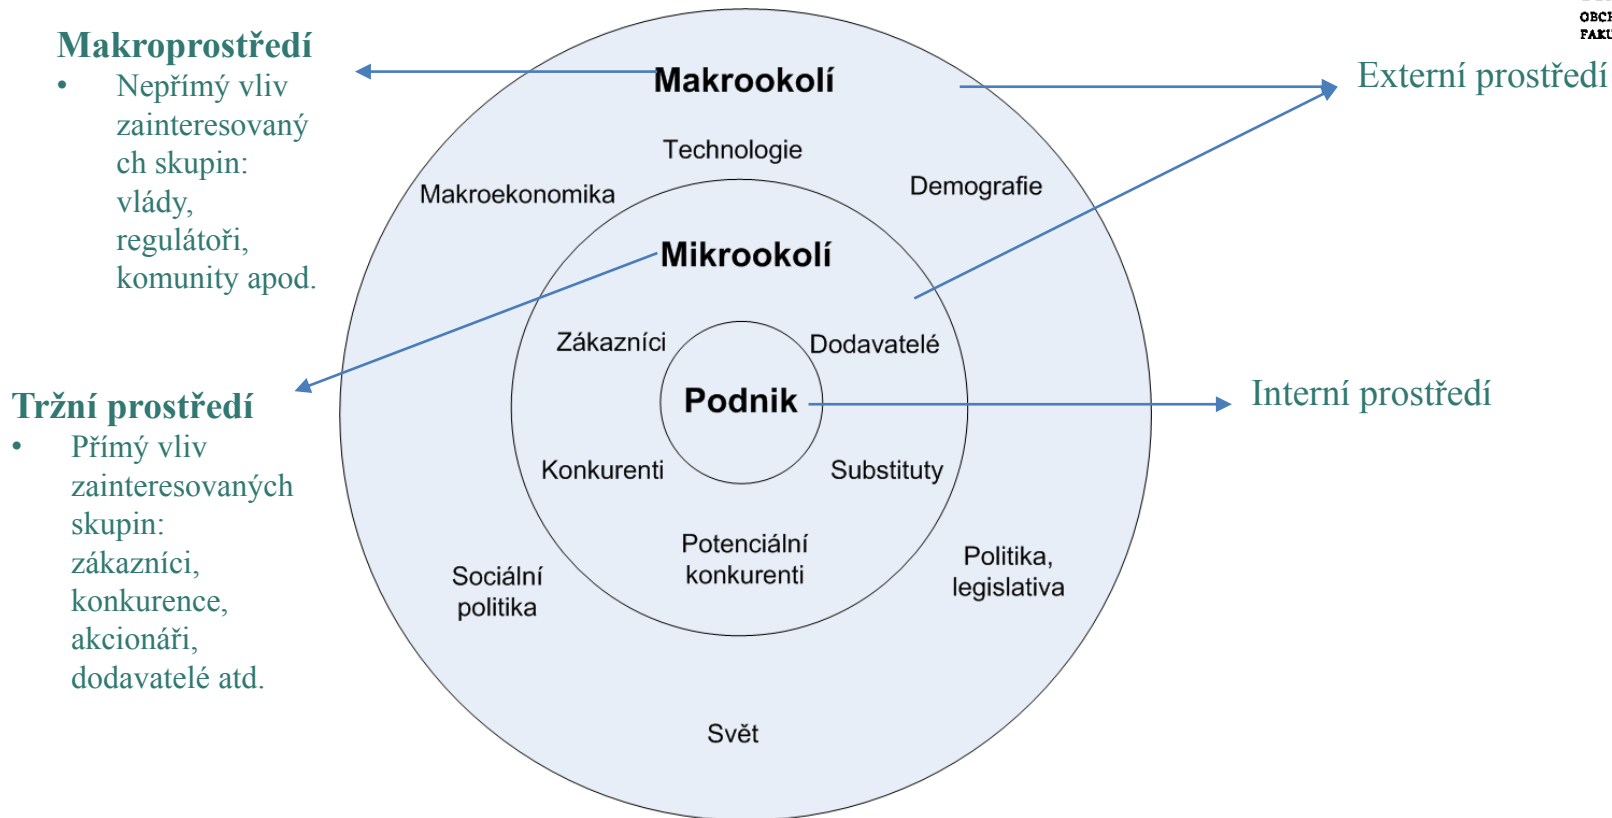 Makroprostředí
• Nepřímý vliv
zainteresovaný
ch skupin:
vlády,
regulátoři,
komunity apod.
Tržní prostředí
• Přímý vliv
zainteresovaných
skupin:
zákazníci,
konkurence,
akcionáři,
dodavatelé atd.
Makrookolí
Technologie
Makroekonomika
Demografie
Mikrookolí
Zákazníci
Dodavatelé
Podnik
Konkurenti
Substituty
Potenciální
konkurenti
Sociální
politika
Politika,
legislativa
Svět
Externí prostředí
Interní prostředí